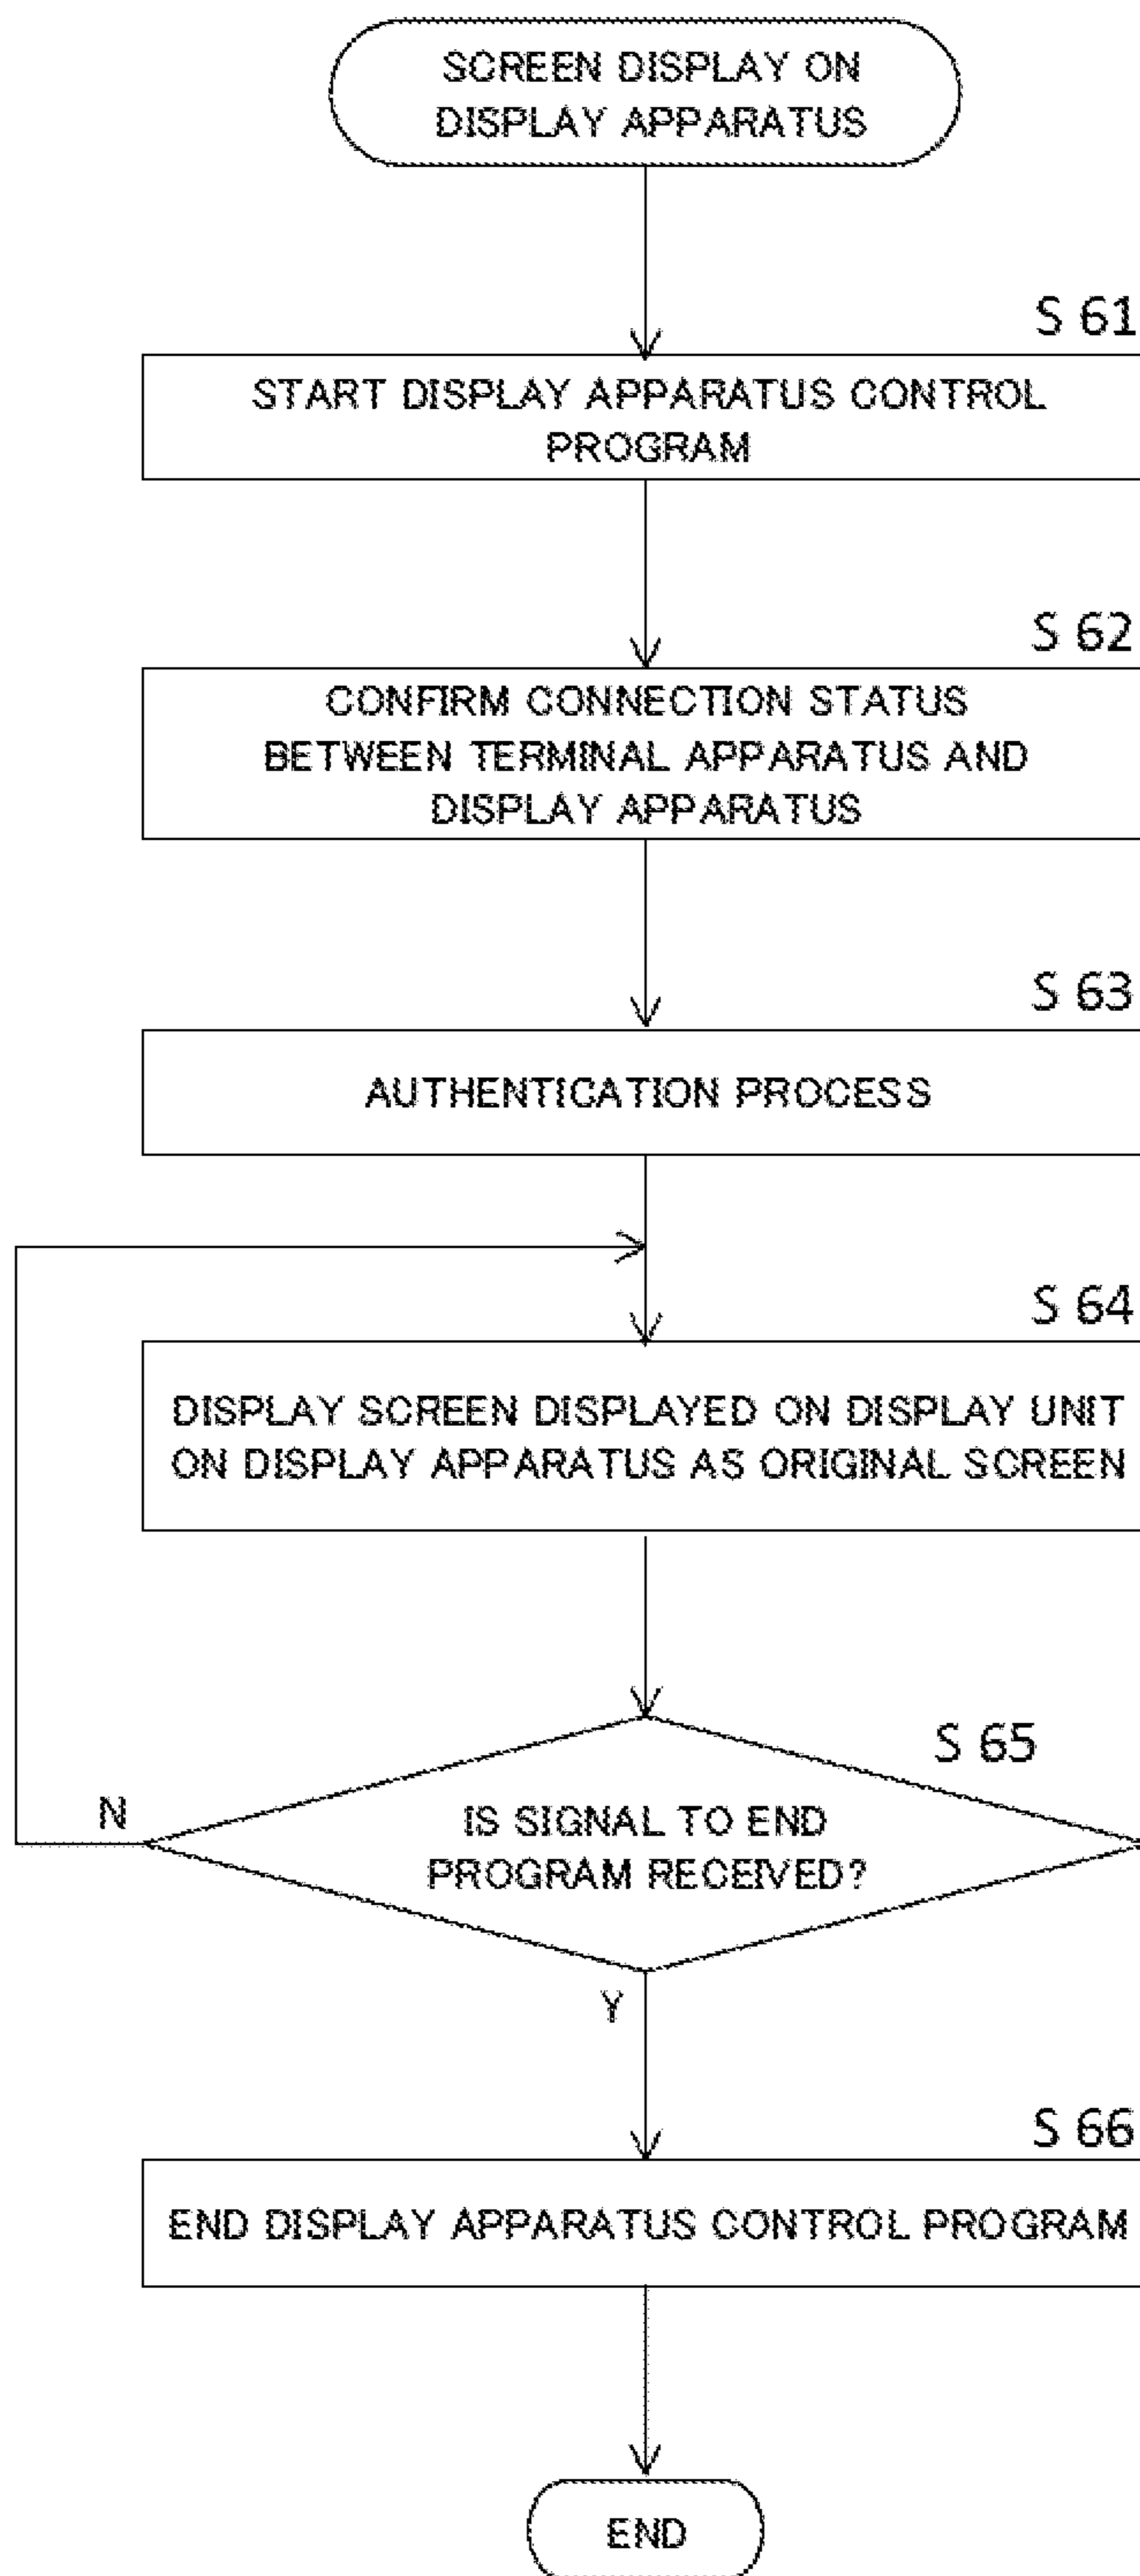 SCREEN DISPLAY ON
DISPLAY APPARATUS
S 61
START DISPLAY APPARATUS CONTROL
PROGRAM
S 62
CONFIRM CONNECTION STATUS
BETWEEN TERMINAL APPARATUS AND
DISPLAY APPARATUS
S 63
AUTHENTICATION PROCESS
S 64
DISPLAY SCREEN DISPLAYED ON DISPLAY UNIT
ON DISPLAY APPARATUS AS ORIGINAL SCREEN
S 65
N
IS SIGNAL TO END
PROGRAM RECEIVED?
Y
S 66
END DISPLAY APPARATUS CONTROL PROGRAM
END